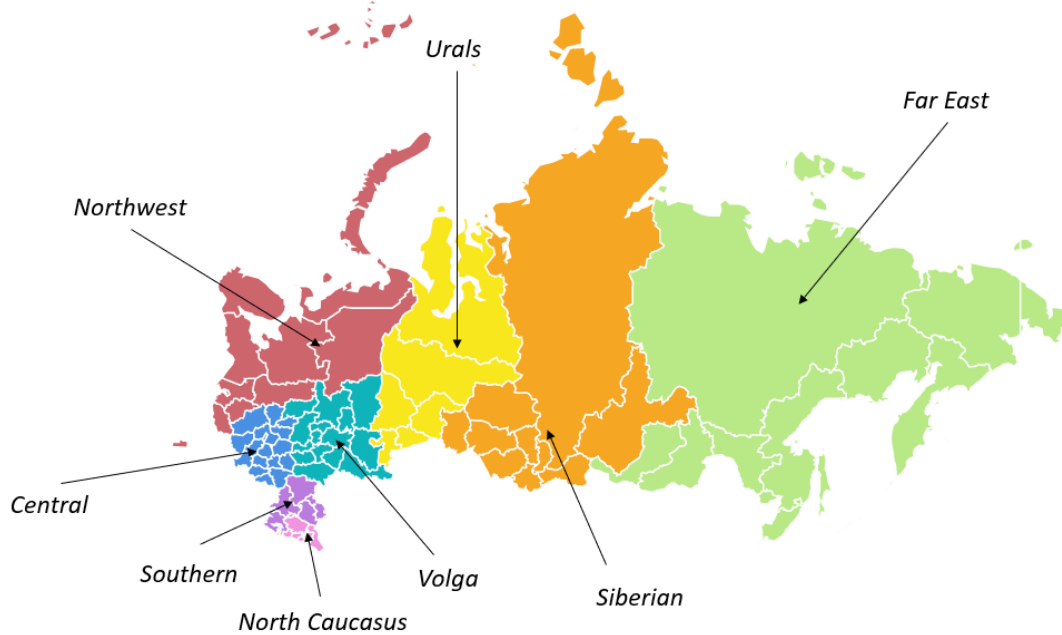 Urals
Far East
Northwest
Central
Southern
Volga
Siberian
North Caucasus